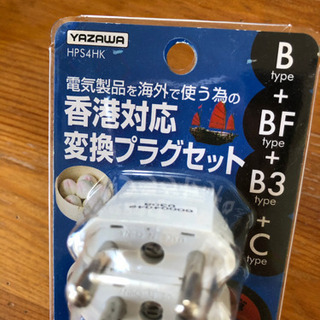 YAZAWA
HPS4HK
電気製品を海外で使う為の
香港対応
変換プラグセット
B
type
+
BF
type
+
B3
type
+
C
type